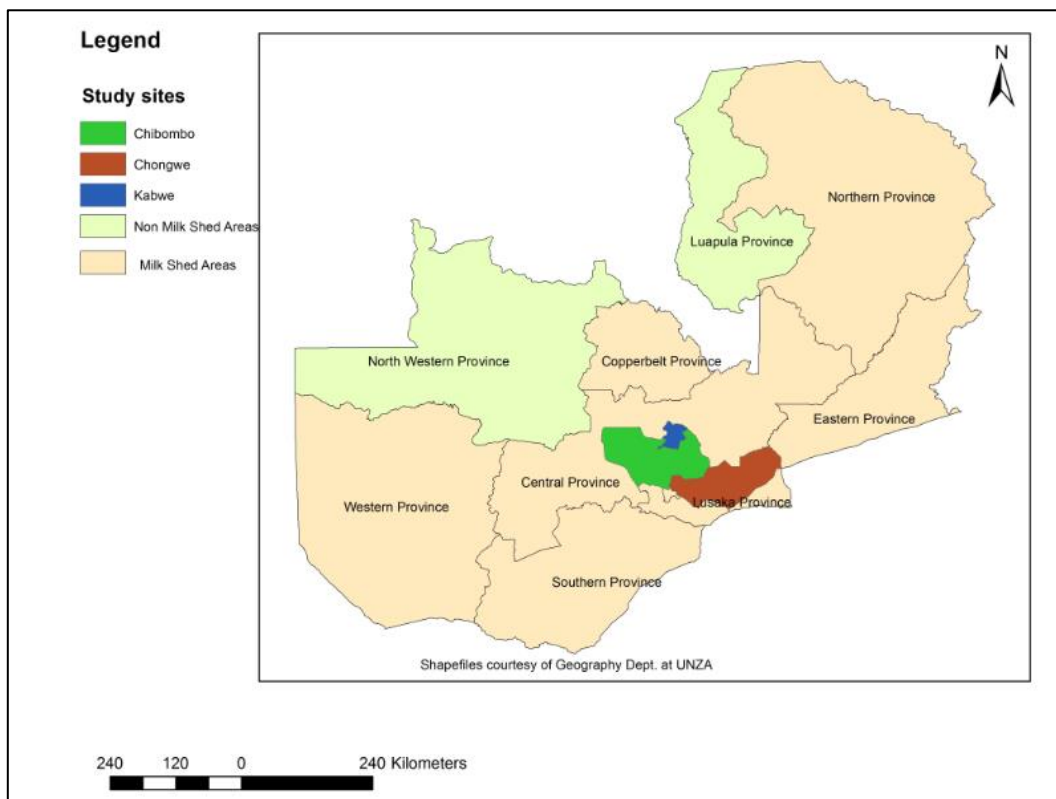 Legend
Study sites
Chibombo
Chongwe
Kabwe
Non Milk Shed Areas
Milk Shed Areas
N
Northern Province
Luapula Province
North Western Province
Copperbelt Province
Eastern Province
Central Province
Lusaka Province
Western Province
Southern Province
Shapefiles courtesy of Geography Dept. at UNZA
240 120 0 240 Kilometers